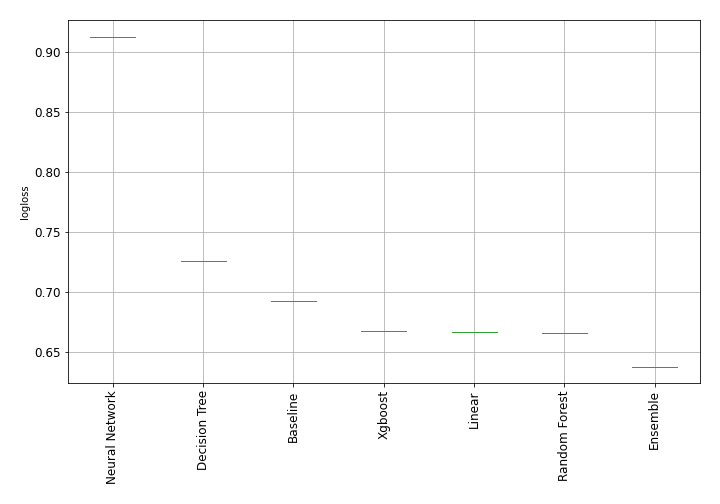 0.90
0.85
0.80
0.75
0.70
0.65
logloss
Neural Network
Decision Tree
Baseline
Xgboost
Linear
Random Forest
Ensemble